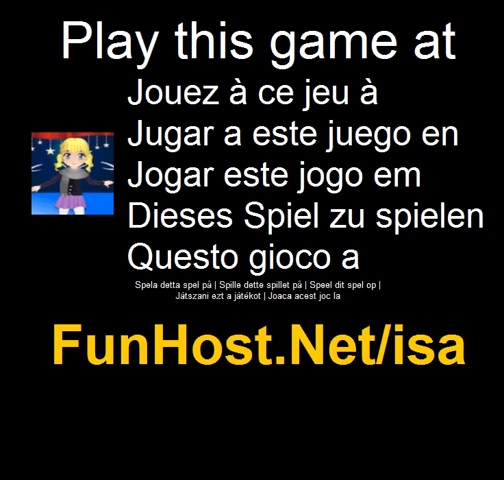 Play this game at
Jouez à ce jeu à
Jugar a este juego en
Jogar este jogo em
Dieses Spiel zu spielen
Questo gioco a
Spela detta spel på | Spille dette spillet på | Speel dit spel op |
Játszani ezt a játékot | Joaca acest joc la
FunHost.Net/isa